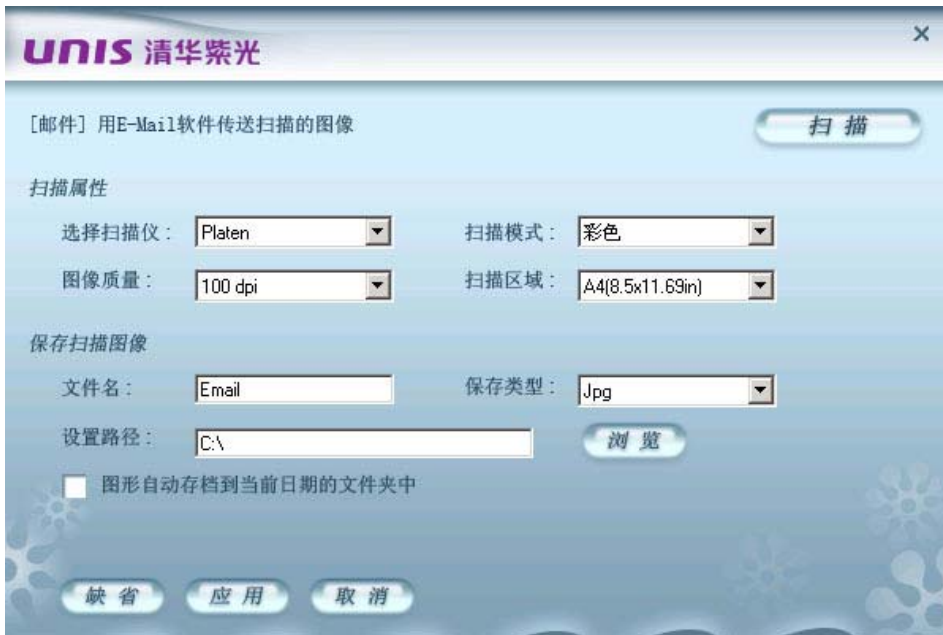 UNIS 清华紫光
[邮件] 用E-Mail软件传送扫描的图像
扫 描
扫描属性
选择扫描仪： Platen 扫描模式： 彩色
图像质量： 100 dpi 扫描区域： A4(8.5x11.69in)
保存扫描图像
文件名： Email 保存类型： Jpg
设置路径： C:\ 浏 览
图形自动存档到当前日期的文件夹中
缺 省 应 用 取 消